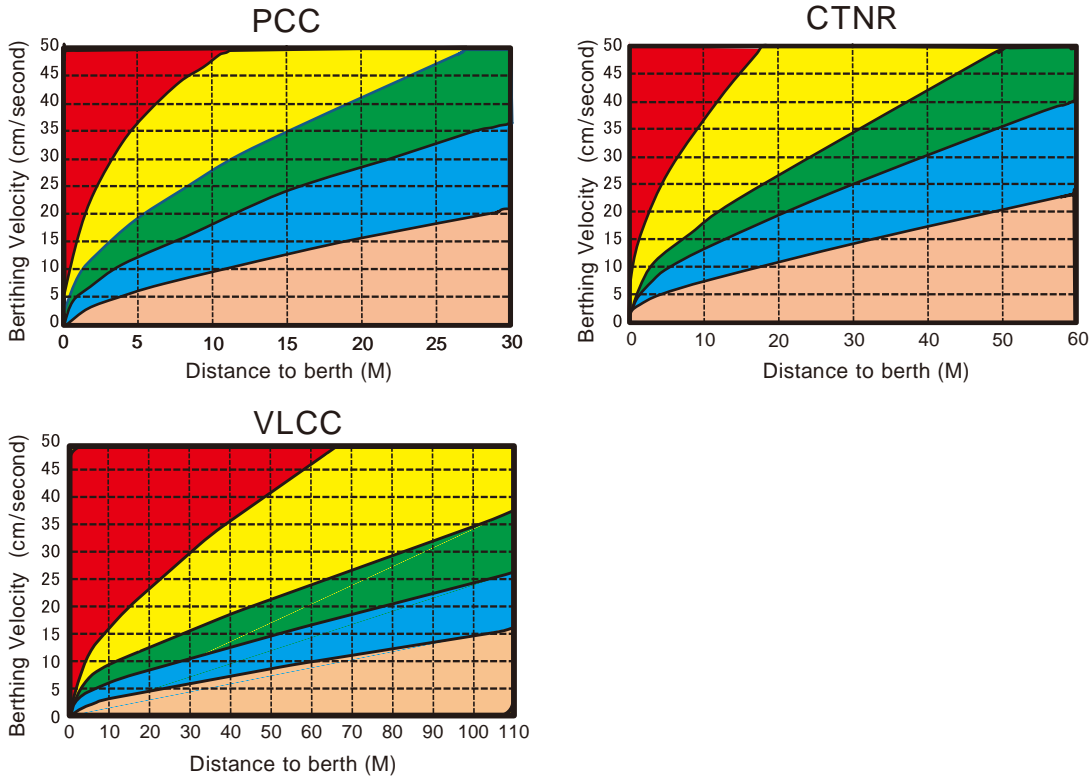 PCC
Berthing Velocity (cm/second)
50
45
40
35
30
25
20
15
10
5
0
0 5 10 15 20 25 30
Distance to berth (M)
CTNR
Berthing Velocity (cm/second)
50
45
40
35
30
25
20
15
10
5
0
0 10 20 30 40 50 60
Distance to berth (M)
VLCC
Berthing Velocity (cm/second)
50
45
40
35
30
25
20
15
10
5
0
0 10 20 30 40 50 60 70 80 90 100 110
Distance to berth (M)